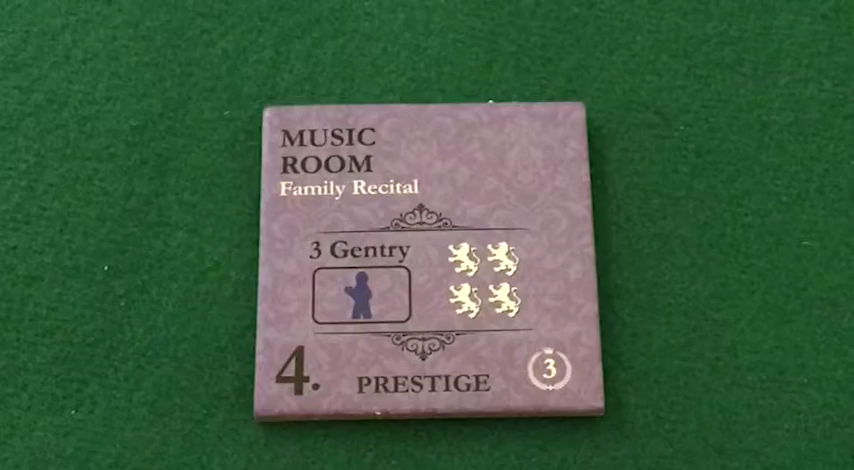 MUSIC
ROOM
Family Recital
3 Gentry
4.
PRESTIGE
3